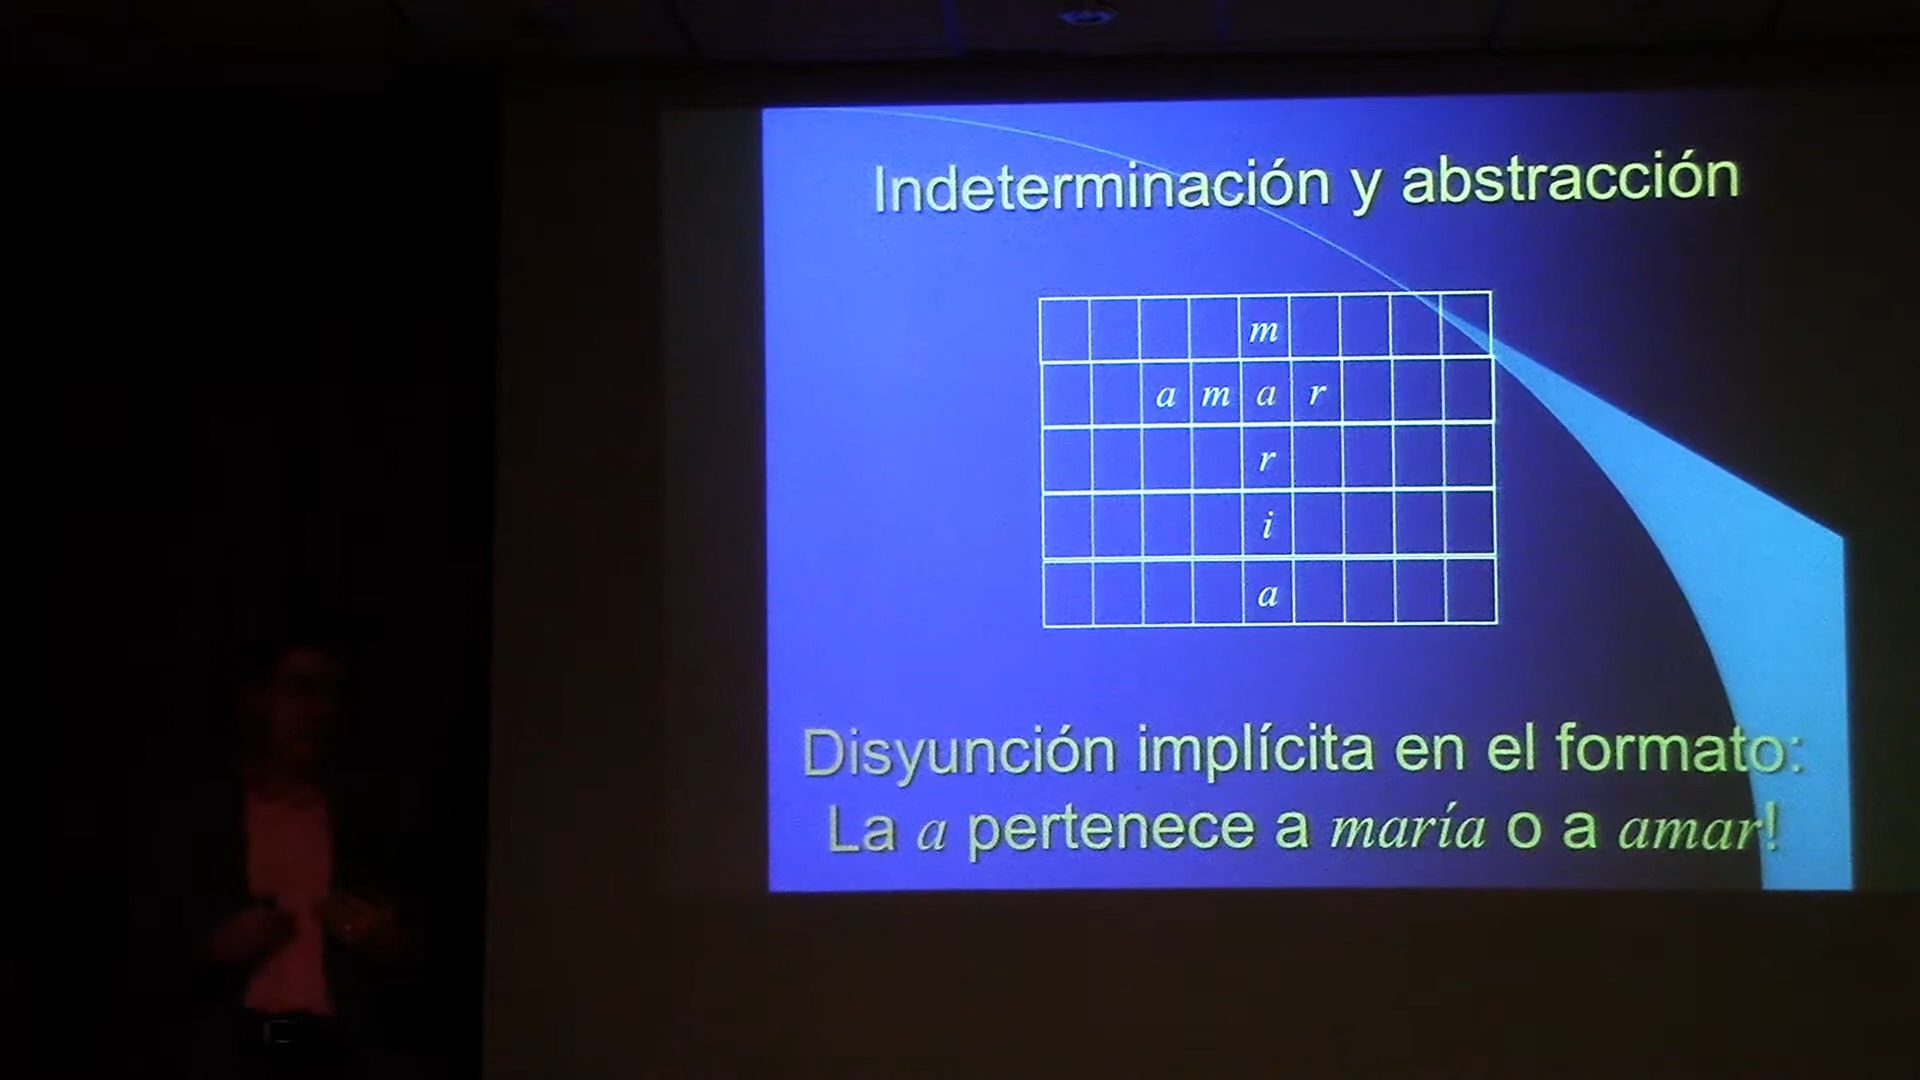 Indeterminación y abstracción
m
a m a r
r
i
a
Disyunción implícita en el formato:
La a pertenece a maría o a amar!